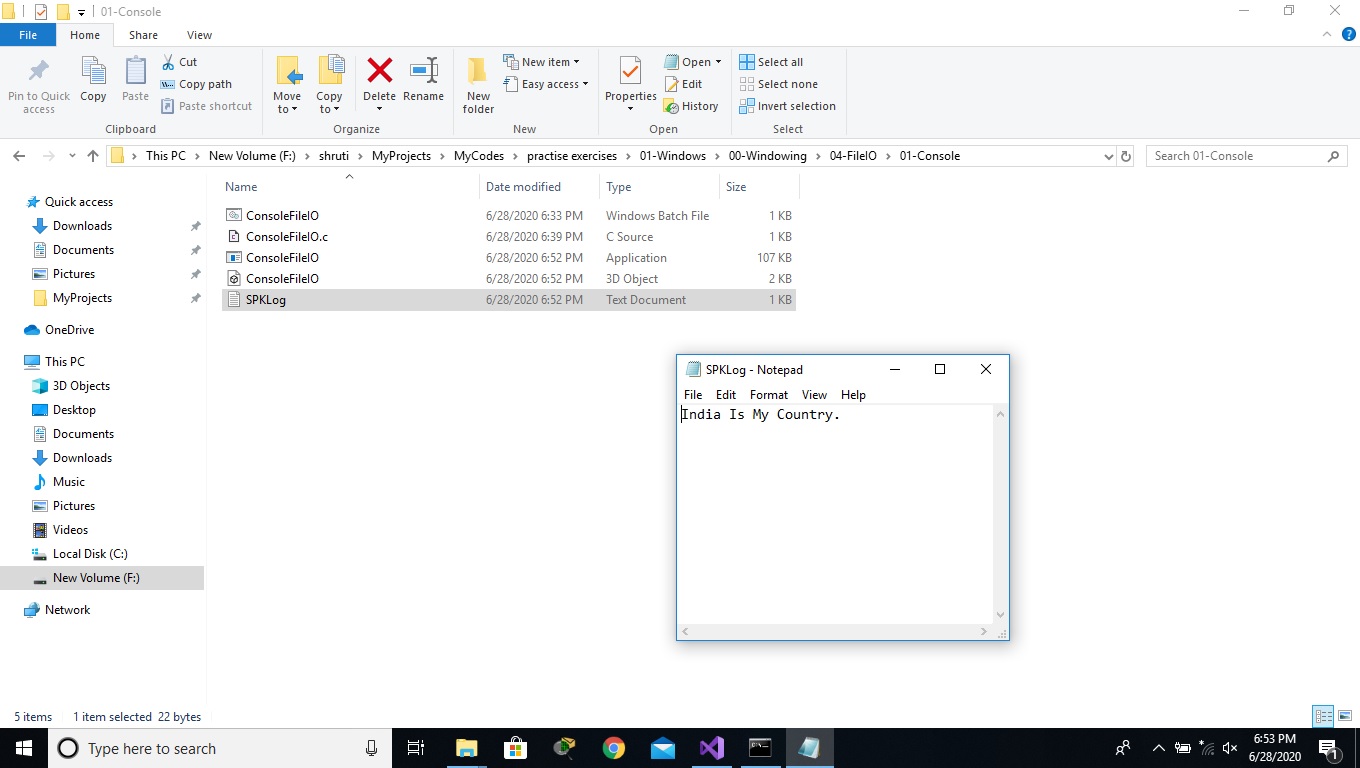 01-Console
File Home Share View
Pin to Quick access
Copy
Paste
Cut
Copy path
Paste shortcut
Clipboard
Move to
Copy to
Delete
Rename
Organize
New folder
New item
Easy access
New
Properties
Open
Edit
History
Open
Select all
Select none
Invert selection
Select
This PC > New Volume (F:) > shruti > MyProjects > MyCodes > practise exercises > 01-Windows > 00-Windowing > 04-FileIO > 01-Console
Search 01-Console
Quick access
Downloads
Documents
Pictures
MyProjects
OneDrive
This PC
3D Objects
Desktop
Documents
Downloads
Music
Pictures
Videos
Local Disk (C:)
New Volume (F:)
Network
Name Date modified Type Size
ConsoleFileIO 6/28/2020 6:33 PM Windows Batch File 1 KB
ConsoleFileIO.c 6/28/2020 6:39 PM C Source 1 KB
ConsoleFileIO 6/28/2020 6:52 PM Application 107 KB
ConsoleFileIO 6/28/2020 6:52 PM 3D Object 2 KB
SPKLog 6/28/2020 6:52 PM Text Document 1 KB
SPKLog - Notepad
File Edit Format View Help
India Is My Country.
5 items 1 item selected 22 bytes
Type here to search
6:53 PM
6/28/2020
1